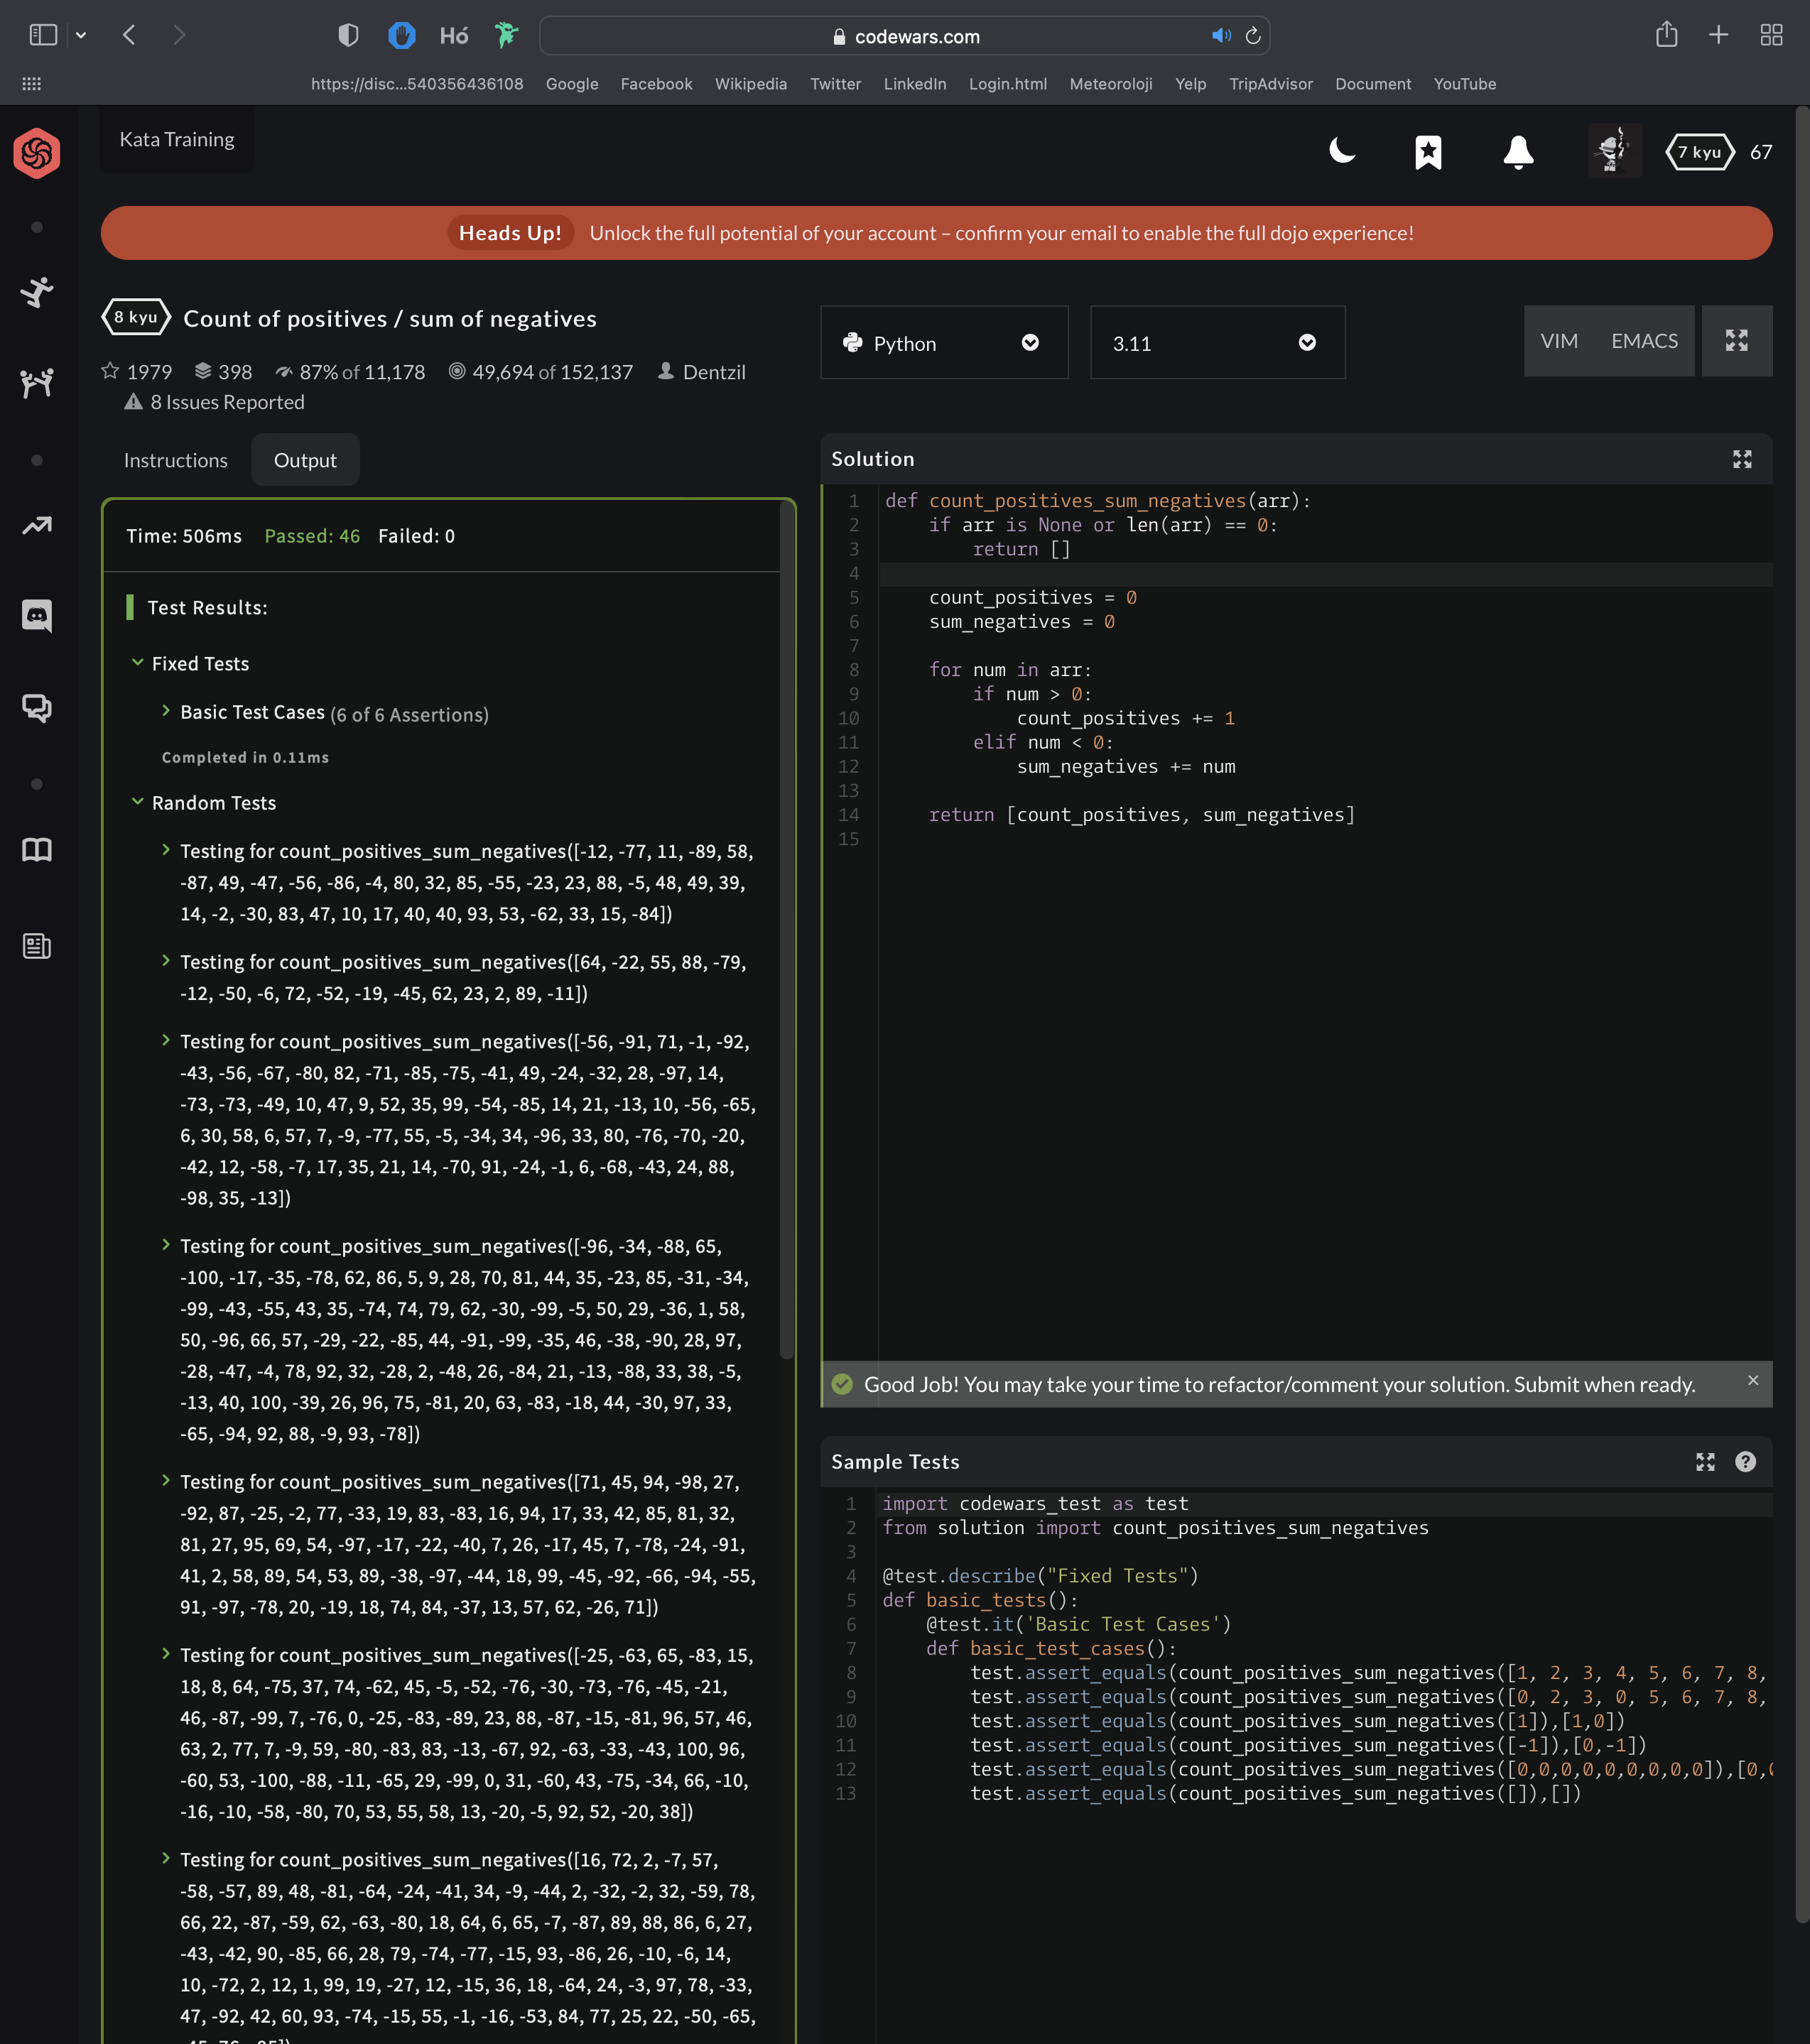 codewars.com
Hó
https://disc...540356436108 Google Facebook Wikipedia Twitter LinkedIn Login.html Meteoroloji Yelp TripAdvisor Document YouTube
Kata Training
7 kyu 67
Heads Up! Unlock the full potential of your account – confirm your email to enable the full dojo experience!
8 kyu Count of positives / sum of negatives
1979 398 87% of 11,178 49,694 of 152,137 Dentzil
8 Issues Reported
Python 3.11 VIM EMACS
Instructions Output
Time: 506ms Passed: 46 Failed: 0
Test Results:
Fixed Tests
Basic Test Cases (6 of 6 Assertions)
Completed in 0.11ms
Random Tests
Testing for count_positives_sum_negatives([-12, -77, 11, -89, 58,
-87, 49, -47, -56, -86, -4, 80, 32, 85, -55, -23, 23, 88, -5, 48, 49, 39,
14, -2, -30, 83, 47, 10, 17, 40, 40, 93, 53, -62, 33, 15, -84])
Testing for count_positives_sum_negatives([64, -22, 55, 88, -79,
-12, -50, -6, 72, -52, -19, -45, 62, 23, 2, 89, -11])
Testing for count_positives_sum_negatives([-56, -91, 71, -1, -92,
-43, -56, -67, -80, 82, -71, -85, -75, -41, 49, -24, -32, 28, -97, 14,
-73, -73, -49, 10, 47, 9, 52, 35, 99, -54, -85, 14, 21, -13, 10, -56, -65,
6, 30, 58, 6, 57, 7, -9, -77, 55, -5, -34, 34, -96, 33, 80, -76, -70, -20,
-42, 12, -58, -7, 17, 35, 21, 14, -70, 91, -24, -1, 6, -68, -43, 24, 88,
-98, 35, -13])
Testing for count_positives_sum_negatives([-96, -34, -88, 65,
-100, -17, -35, -78, 62, 86, 5, 9, 28, 70, 81, 44, 35, -23, 85, -31, -34,
-99, -43, -55, 43, 35, -74, 74, 79, 62, -30, -99, -5, 50, 29, -36, 1, 58,
50, -96, 66, 57, -29, -22, -85, 44, -91, -99, -35, 46, -38, -90, 28, 97,
-28, -47, -4, 78, 92, 32, -28, 2, -48, 26, -84, 21, -13, -88, 33, 38, -5,
-13, 40, 100, -39, 26, 96, 75, -81, 20, 63, -83, -18, 44, -30, 97, 33,
-65, -94, 92, 88, -9, 93, -78])
Testing for count_positives_sum_negatives([71, 45, 94, -98, 27,
-92, 87, -25, -2, 77, -33, 19, 83, -83, 16, 94, 17, 33, 42, 85, 81, 32,
81, 27, 95, 69, 54, -97, -17, -22, -40, 7, 26, -17, 45, 7, -78, -24, -91,
41, 2, 58, 89, 54, 53, 89, -38, -97, -44, 18, 99, -45, -92, -66, -94, -55,
91, -97, -78, 20, -19, 18, 74, 84, -37, 13, 57, 62, -26, 71])
Testing for count_positives_sum_negatives([-25, -63, 65, -83, 15,
18, 8, 64, -75, 37, 74, -62, 45, -5, -52, -76, -30, -73, -76, -45, -21,
46, -87, -99, 7, -76, 0, -25, -83, -89, 23, 88, -87, -15, -81, 96, 57, 46,
63, 2, 77, 7, -9, 59, -80, -83, 83, -13, -67, 92, -63, -33, -43, 100, 96,
-60, 53, -100, -88, -11, -65, 29, -99, 0, 31, -60, 43, -75, -34, 66, -10,
-16, -10, -58, -80, 70, 53, 55, 58, 13, -20, -5, 92, 52, -20, 38])
Testing for count_positives_sum_negatives([16, 72, 2, -7, 57,
-58, -57, 89, 48, -81, -64, -24, -41, 34, -9, -44, 2, -32, -2, 32, -59, 78,
66, 22, -87, -59, 62, -63, -80, 18, 64, 6, 65, -7, -87, 89, 88, 86, 6, 27,
-43, -42, 90, -85, 66, 28, 79, -74, -77, -15, 93, -86, 26, -10, -6, 14,
10, -72, 2, 12, 1, 99, 19, -27, 12, -15, 36, 18, -64, 24, -3, 97, 78, -33,
47, -92, 42, 60, 93, -74, -15, 55, -1, -16, -53, 84, 77, 25, 22, -50, -65,
Solution
1 def count_positives_sum_negatives(arr):
2 if arr is None or len(arr) == 0:
3 return []
4
5 count_positives = 0
6 sum_negatives = 0
7
8 for num in arr:
9 if num > 0:
10 count_positives += 1
11 elif num < 0:
12 sum_negatives += num
13
14 return [count_positives, sum_negatives]
15
Good Job! You may take your time to refactor/comment your solution. Submit when ready. ×
Sample Tests ?
1 import codewars_test as test
2 from solution import count_positives_sum_negatives
3
4 @test.describe("Fixed Tests")
5 def basic_tests():
6 @test.it('Basic Test Cases')
7 def basic_test_cases():
8 test.assert_equals(count_positives_sum_negatives([1, 2, 3, 4, 5, 6, 7, 8,
9 test.assert_equals(count_positives_sum_negatives([0, 2, 3, 0, 5, 6, 7, 8,
10 test.assert_equals(count_positives_sum_negatives([1]),[1,0])
11 test.assert_equals(count_positives_sum_negatives([-1]),[0,-1])
12 test.assert_equals(count_positives_sum_negatives([0,0,0,0,0,0,0,0,0]),[0,
13 test.assert_equals(count_positives_sum_negatives([]),[])